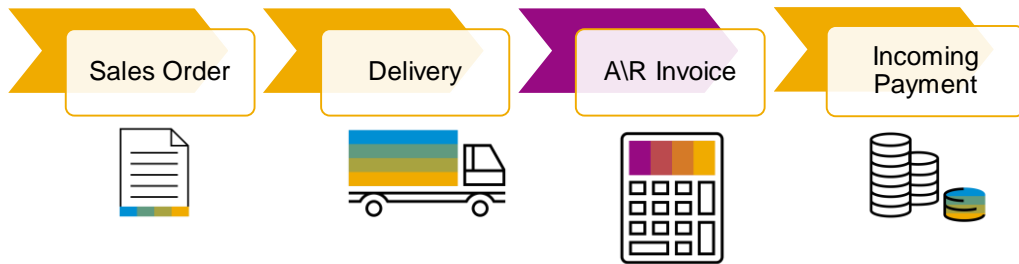 Sales Order
Delivery
A\R Invoice
Incoming
Payment